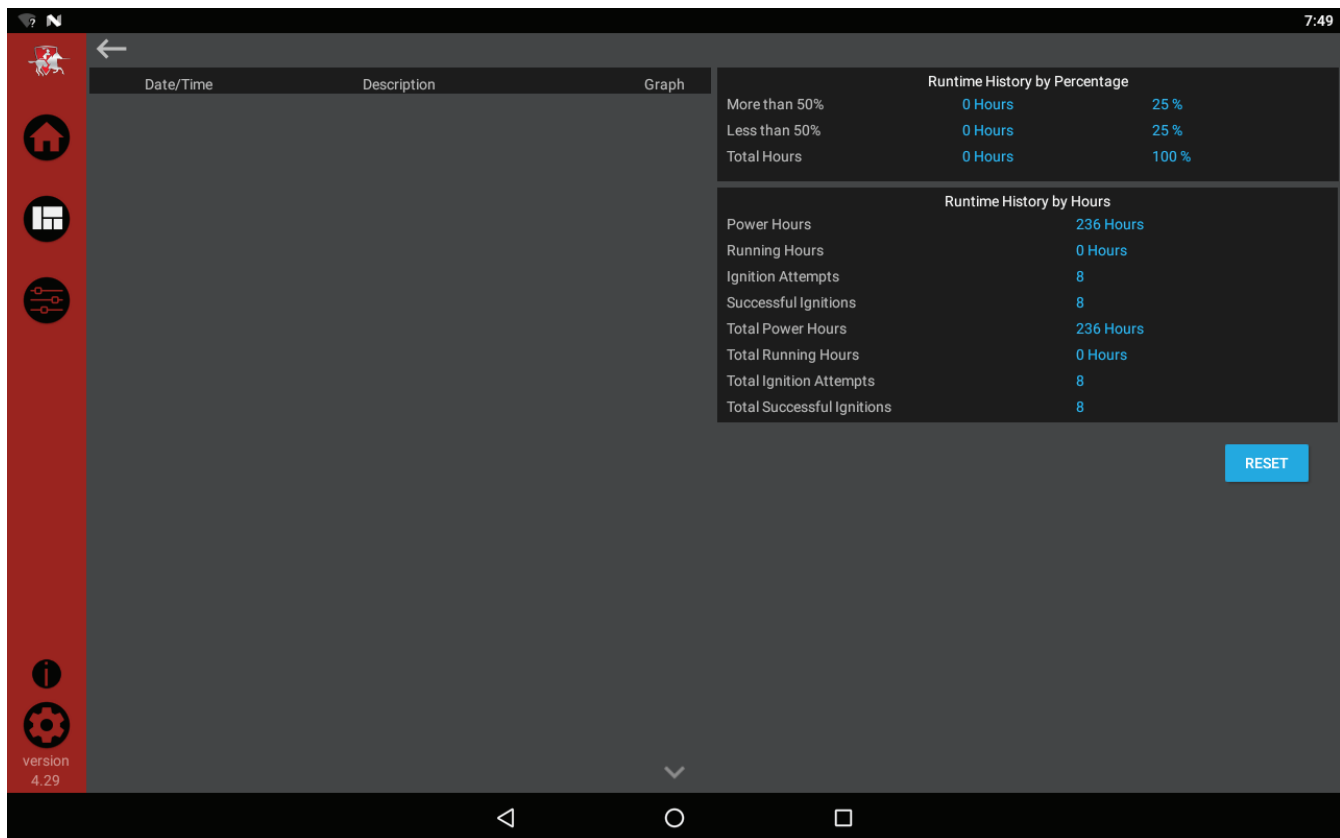 7:49
Date/Time Description Graph
Runtime History by Percentage
More than 50% 0 Hours 25 %
Less than 50% 0 Hours 25 %
Total Hours 0 Hours 100 %
Runtime History by Hours
Power Hours 236 Hours
Running Hours 0 Hours
Ignition Attempts 8
Successful Ignitions 8
Total Power Hours 236 Hours
Total Running Hours 0 Hours
Total Ignition Attempts 8
Total Successful Ignitions 8
RESET
version
4.29